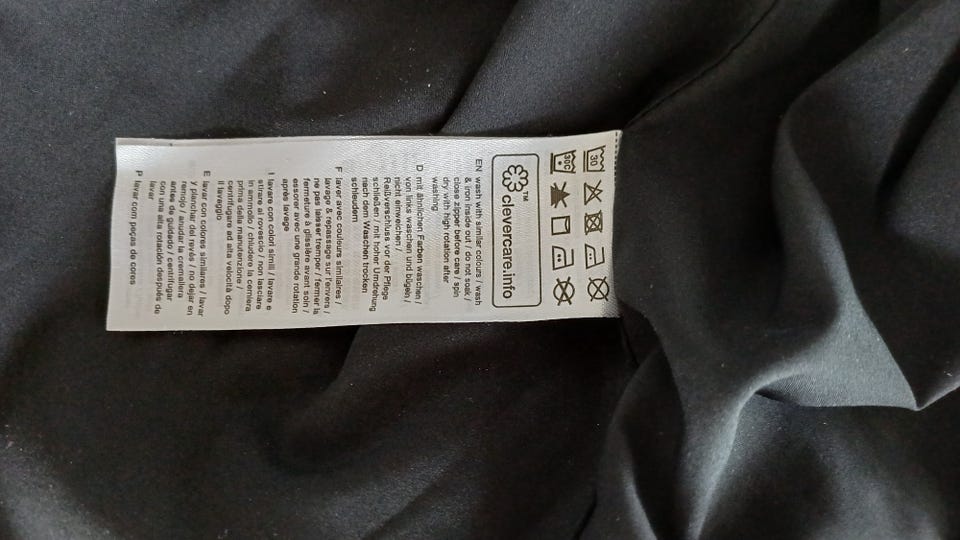 30
30C
clevercare.info™
EN wash with similar colours / wash
& iron inside out / do not soak /
close zipper before care / spin
dry with high rotation after
washing
D mit ähnlichen Farben waschen /
von links waschen und bügeln /
nicht einweichen /
Reißverschluss vor der Pflege
schließen / mit hoher Umdrehung
nach dem Waschen trocken
schleudern
F laver avec couleurs similaires /
lavage & repassage sur l'envers /
ne pas laisser tremper / fermer la
fermeture à glissière avant soin /
essorer avec une grande rotation
après lavage
I lavare con colori simili / lavare e
stirare al rovescio / non lasciare
in ammollo / chiudere la cerniera
prima della manutenzione /
centrifugare ad alta velocità dopo
il lavaggio
E lavar con colores similares / lavar
y planchar del revés / no dejar en
remojo / anudar la cremallera
antes de guidado / centrifugar
con una alta rotación después de
lavar
P lavar com peças de cores